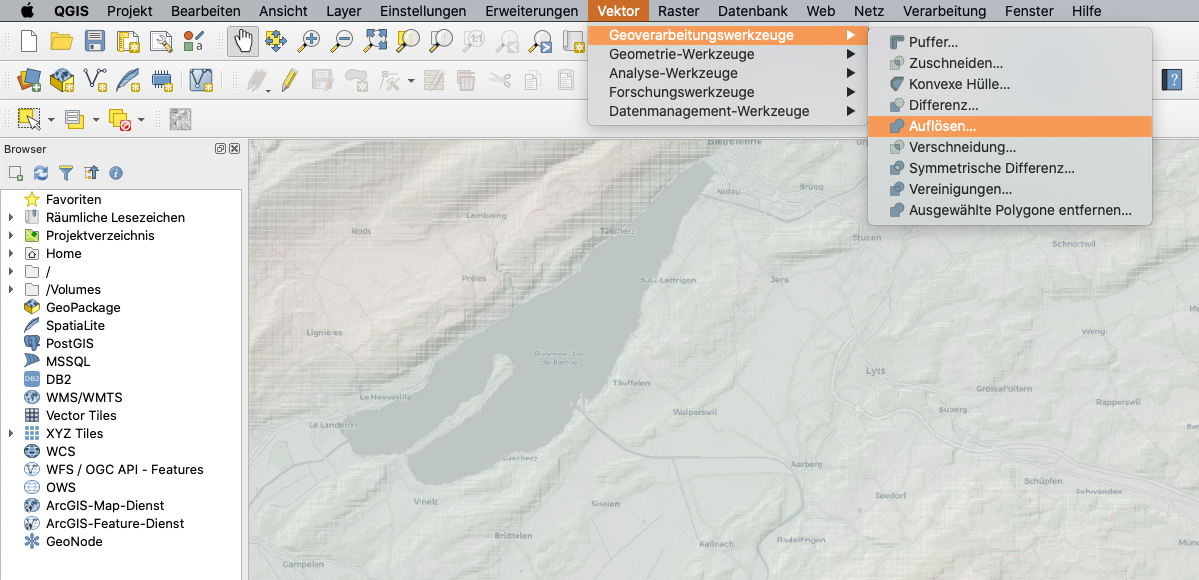 QGIS Projekt Bearbeiten Ansicht Layer Einstellungen Erweiterungen Vektor Raster Datenbank Web Netz Verarbeitung Fenster Hilfe
Geoverarbeitungswerkzeuge
Geometrie-Werkzeuge
Analyse-Werkzeuge
Forschungswerkzeuge
Datenmanagement-Werkzeuge
Puffer...
Zuschneiden...
Konvexe Hülle...
Differenz...
Auflösen...
Verschneidung...
Symmetrische Differenz...
Vereinigungen...
Ausgewählte Polygone entfernen...
Browser
Favoriten
Räumliche Lesezeichen
Projektverzeichnis
Home
/
/Volumes
GeoPackage
SpatiaLite
PostGIS
MSSQL
DB2
WMS/WMTS
Vector Tiles
XYZ Tiles
WCS
WFS / OGC API - Features
OWS
ArcGIS-Map-Dienst
ArcGIS-Feature-Dienst
GeoNode
Biel/Bienne
Nidau
Brügg
Lamboing
Nods
Täscherz
Studen
Schnottwil
Prêles
Sutz-Lattrigen
Jens
Lignières
Wengi
Bielersee-Lac
de Bienne
Lyss
Täuffelen
Grossaffoltern
La Neuveville
Rapperswil
Walperswil
Suberg
Le Landeron
Lüscherz
Aarberg
Schüpfen
Schwanden
Vinelz
Siselen
Seedorf
Brüttelen
Kallnach
Radelfingen
Gampelen